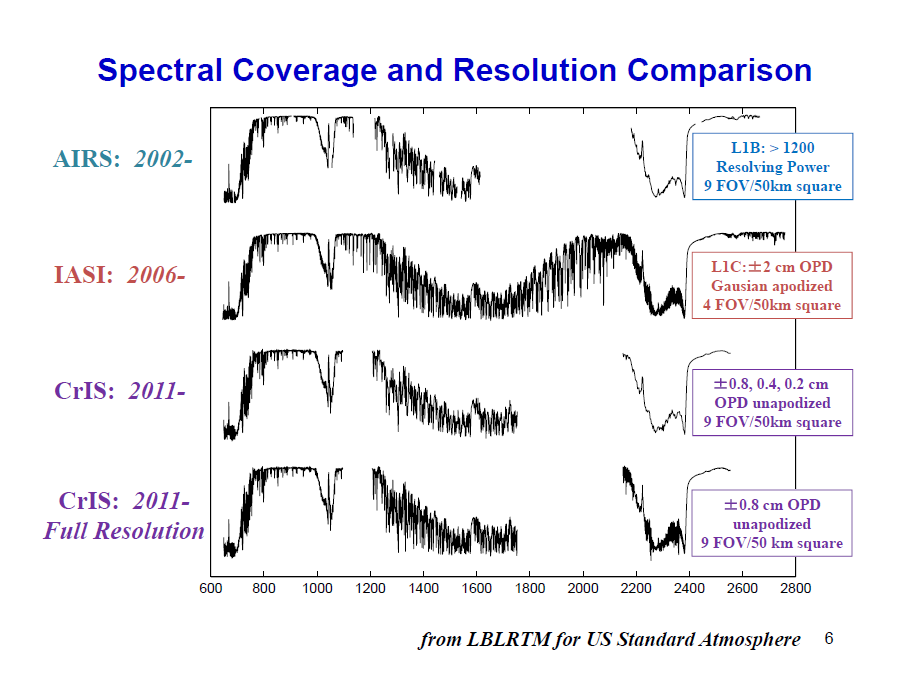 Spectral Coverage and Resolution Comparison
AIRS: 2002-
L1B: > 1200
Resolving Power
9 FOV/50km square
IASI: 2006-
L1C:±2 cm OPD
Gausian apodized
4 FOV/50km square
CrIS: 2011-
±0.8, 0.4, 0.2 cm
OPD unapodized
9 FOV/50km square
CrIS: 2011-
Full Resolution
±0.8 cm OPD
unapodized
9 FOV/50 km square
600 800 1000 1200 1400 1600 1800 2000 2200 2400 2600 2800
from LBLRTM for US Standard Atmosphere 6